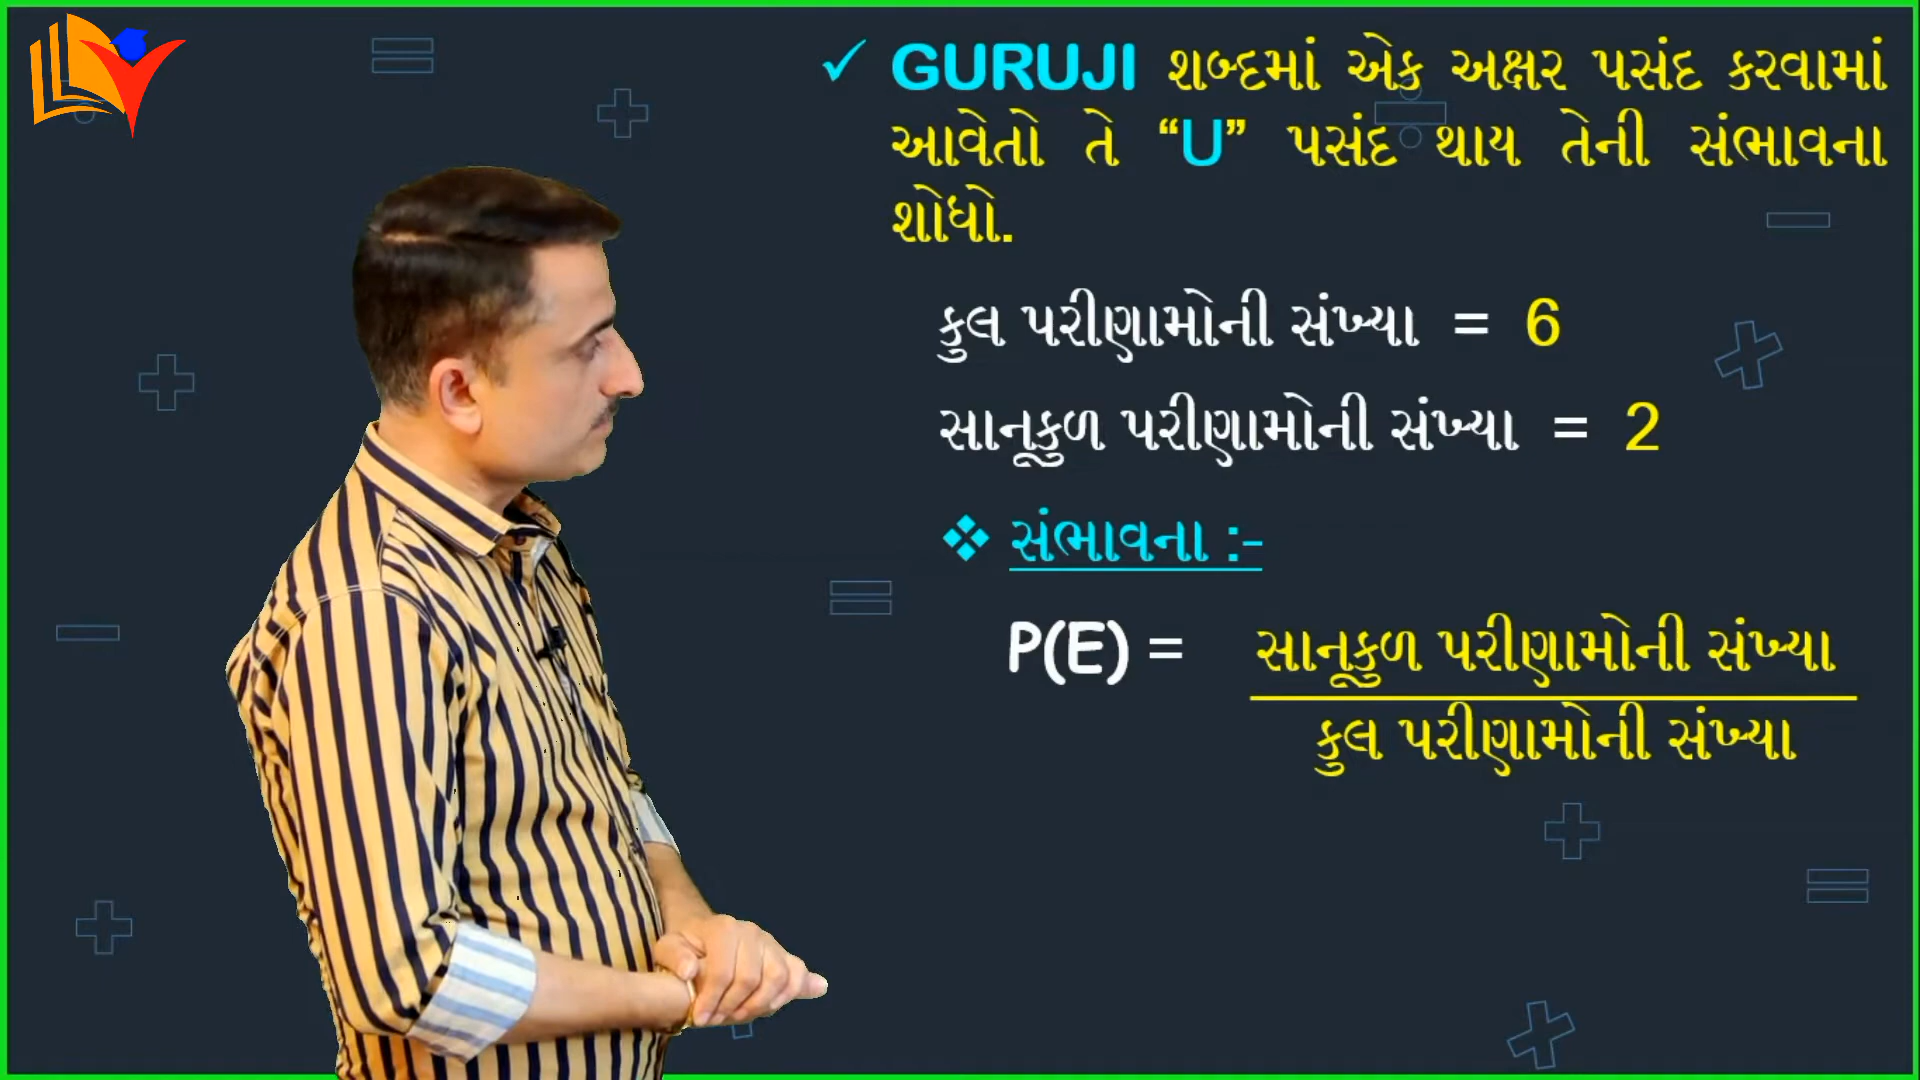 ✓ GURUJI શબ્દમાં એક અક્ષર પસંદ કરવામાં
આવેતો તે “U” પસંદ થાય તેની સંભાવના
શોધો.
કુલ પરીણામોની સંખ્યા = 6
સાનૂકુળ પરીણામોની સંખ્યા = 2
❖ સંભાવના :-
P(E) = સાનૂકુળ પરીણામોની સંખ્યા
કુલ પરીણામોની સંખ્યા